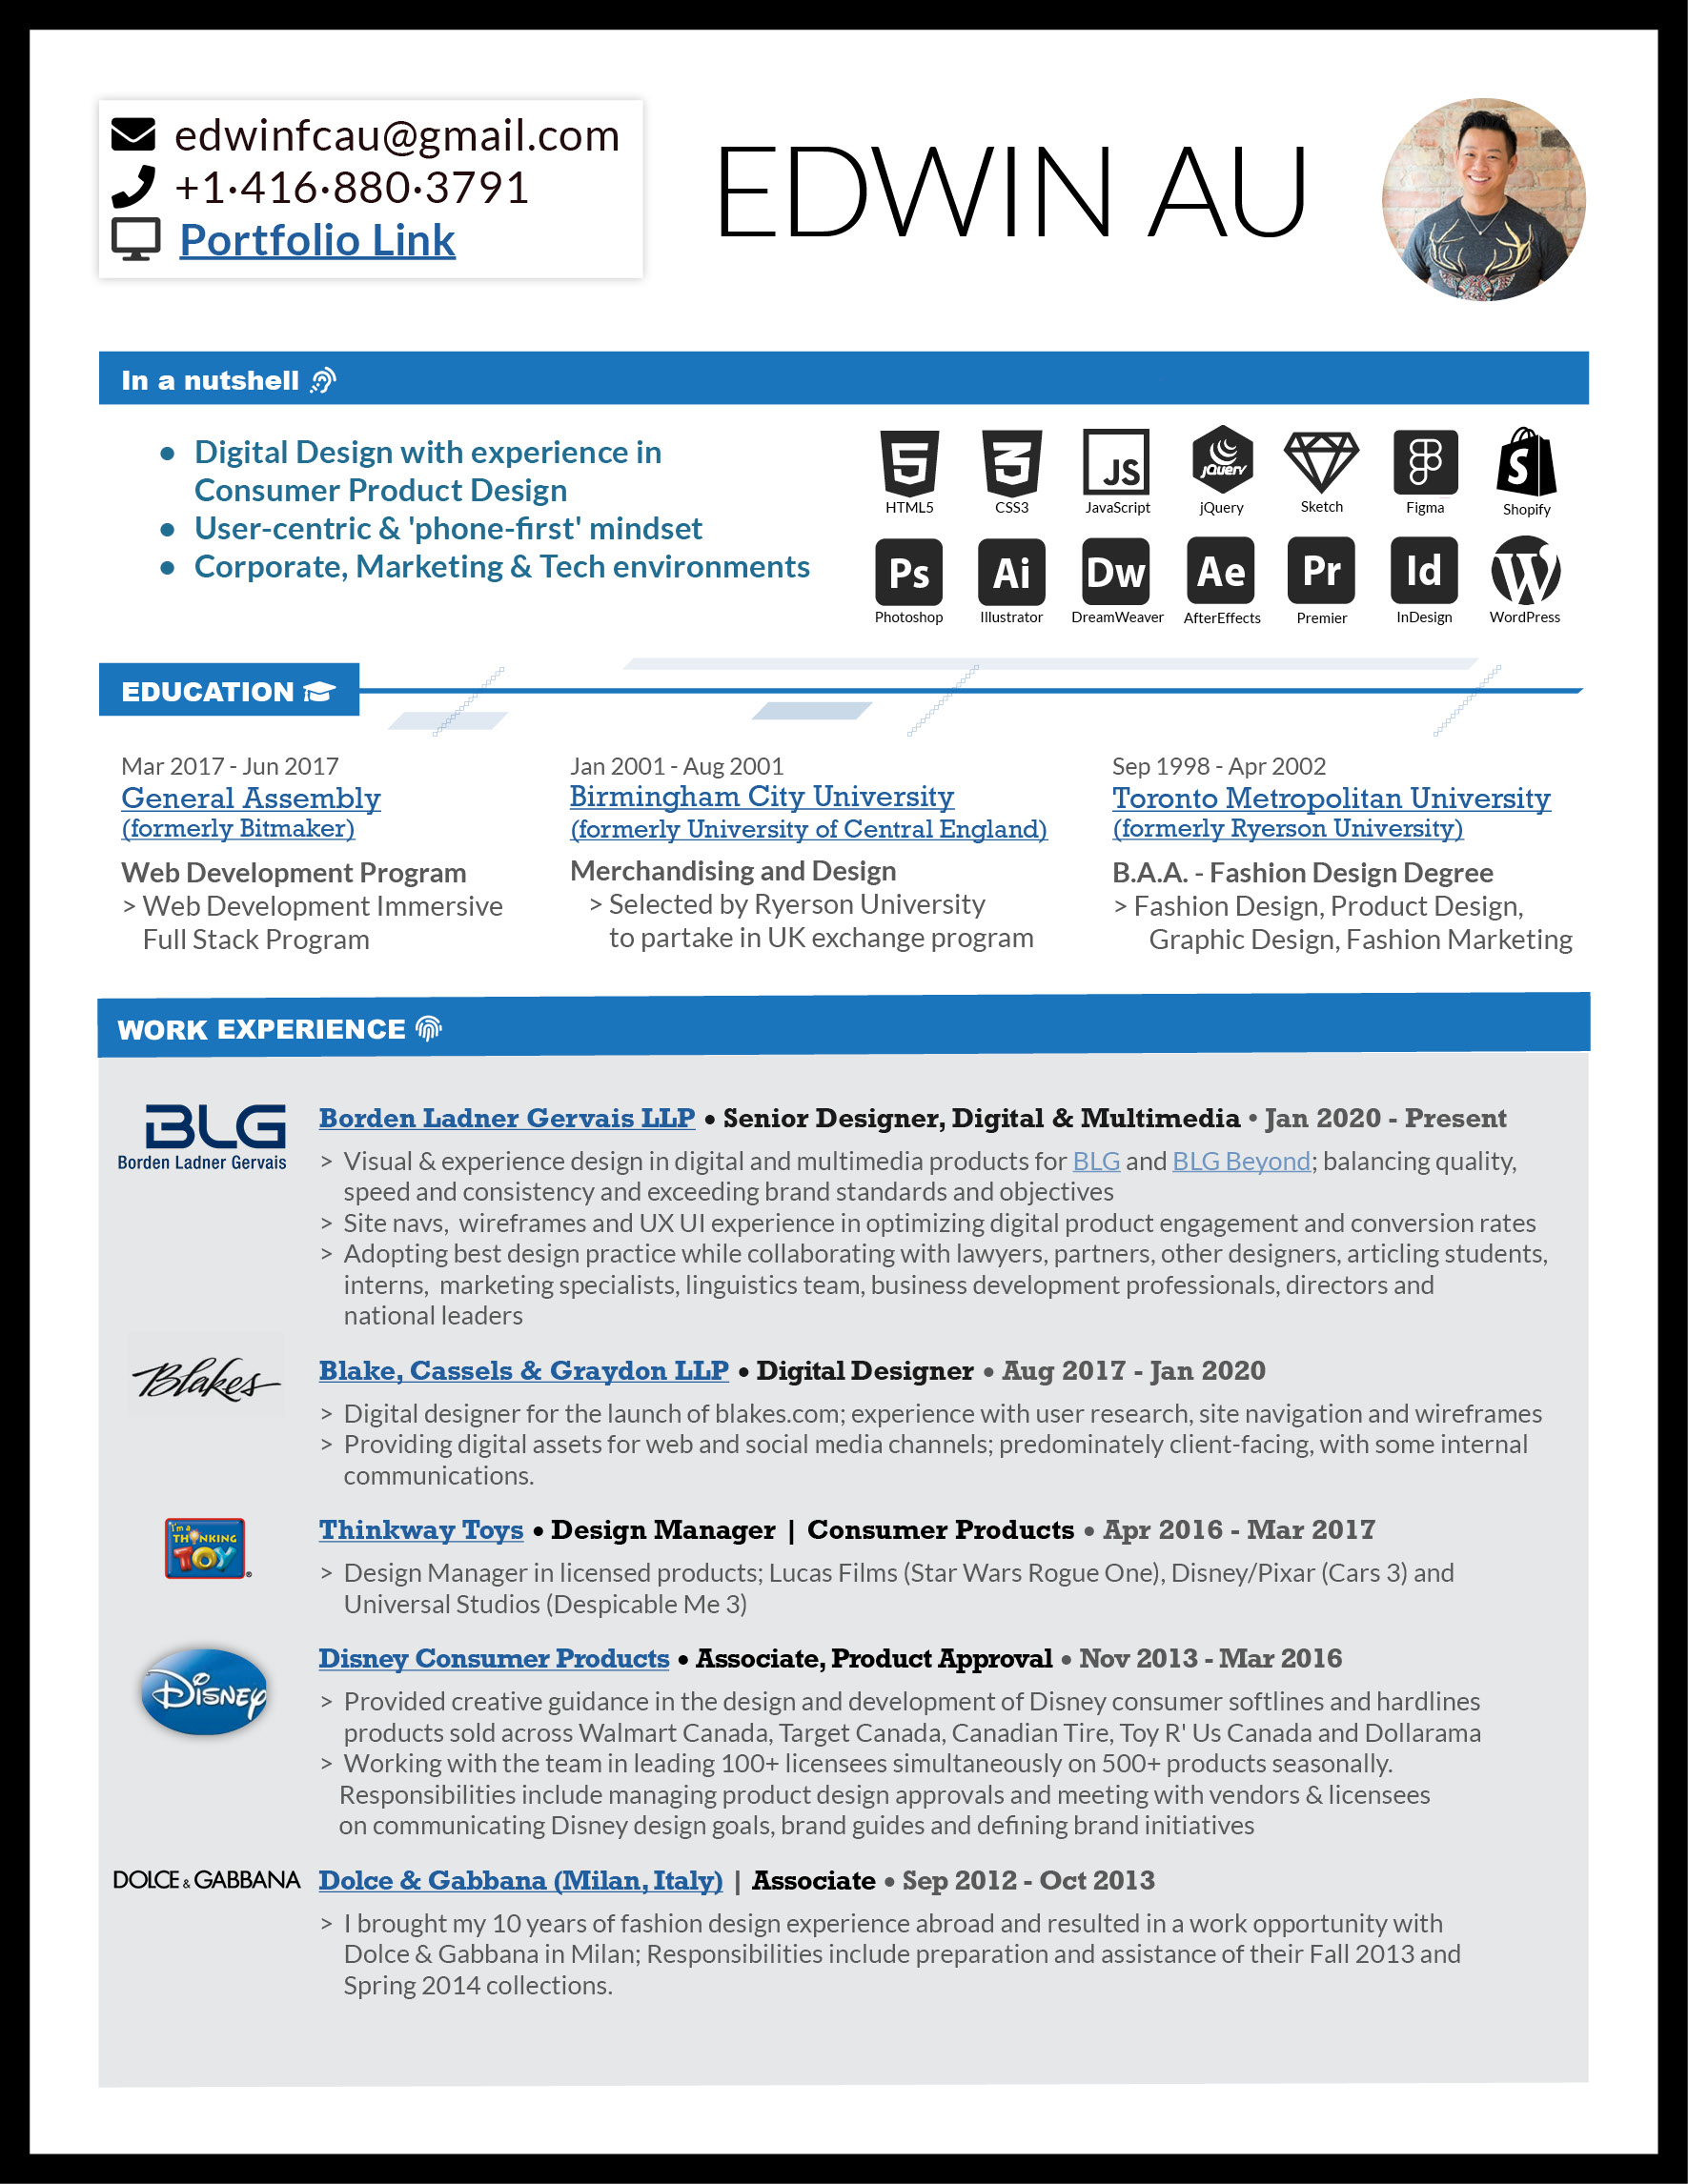 edwinfcau@gmail.com
+1·416·880·3791
Portfolio Link
EDWIN AU
In a nutshell
• Digital Design with experience in
Consumer Product Design
• User-centric & 'phone-first' mindset
• Corporate, Marketing & Tech environments
5 3 JS jQuery S
HTML5 CSS3 JavaScript jQuery Sketch Figma Shopify
Ps Ai Dw Ae Pr Id W
Photoshop Illustrator DreamWeaver AfterEffects Premier InDesign WordPress
EDUCATION
Mar 2017 - Jun 2017
General Assembly
(formerly Bitmaker)
Web Development Program
> Web Development Immersive
Full Stack Program
Jan 2001 - Aug 2001
Birmingham City University
(formerly University of Central England)
Merchandising and Design
> Selected by Ryerson University
to partake in UK exchange program
Sep 1998 - Apr 2002
Toronto Metropolitan University
(formerly Ryerson University)
B.A.A. - Fashion Design Degree
> Fashion Design, Product Design,
Graphic Design, Fashion Marketing
WORK EXPERIENCE
BLG
Borden Ladner Gervais
Borden Ladner Gervais LLP • Senior Designer, Digital & Multimedia • Jan 2020 - Present
> Visual & experience design in digital and multimedia products for BLG and BLG Beyond; balancing quality,
speed and consistency and exceeding brand standards and objectives
> Site navs, wireframes and UX UI experience in optimizing digital product engagement and conversion rates
> Adopting best design practice while collaborating with lawyers, partners, other designers, articling students,
interns, marketing specialists, linguistics team, business development professionals, directors and
national leaders
Blakes
Blake, Cassels & Graydon LLP • Digital Designer • Aug 2017 - Jan 2020
> Digital designer for the launch of blakes.com; experience with user research, site navigation and wireframes
> Providing digital assets for web and social media channels; predominately client-facing, with some internal
communications.
I'm a
THINKING
TOY
®
Thinkway Toys • Design Manager | Consumer Products • Apr 2016 - Mar 2017
> Design Manager in licensed products; Lucas Films (Star Wars Rogue One), Disney/Pixar (Cars 3) and
Universal Studios (Despicable Me 3)
Disney
Disney Consumer Products • Associate, Product Approval • Nov 2013 - Mar 2016
> Provided creative guidance in the design and development of Disney consumer softlines and hardlines
products sold across Walmart Canada, Target Canada, Canadian Tire, Toy R' Us Canada and Dollarama
> Working with the team in leading 100+ licensees simultaneously on 500+ products seasonally.
Responsibilities include managing product design approvals and meeting with vendors & licensees
on communicating Disney design goals, brand guides and defining brand initiatives
DOLCE & GABBANA
Dolce & Gabbana (Milan, Italy) | Associate • Sep 2012 - Oct 2013
> I brought my 10 years of fashion design experience abroad and resulted in a work opportunity with
Dolce & Gabbana in Milan; Responsibilities include preparation and assistance of their Fall 2013 and
Spring 2014 collections.